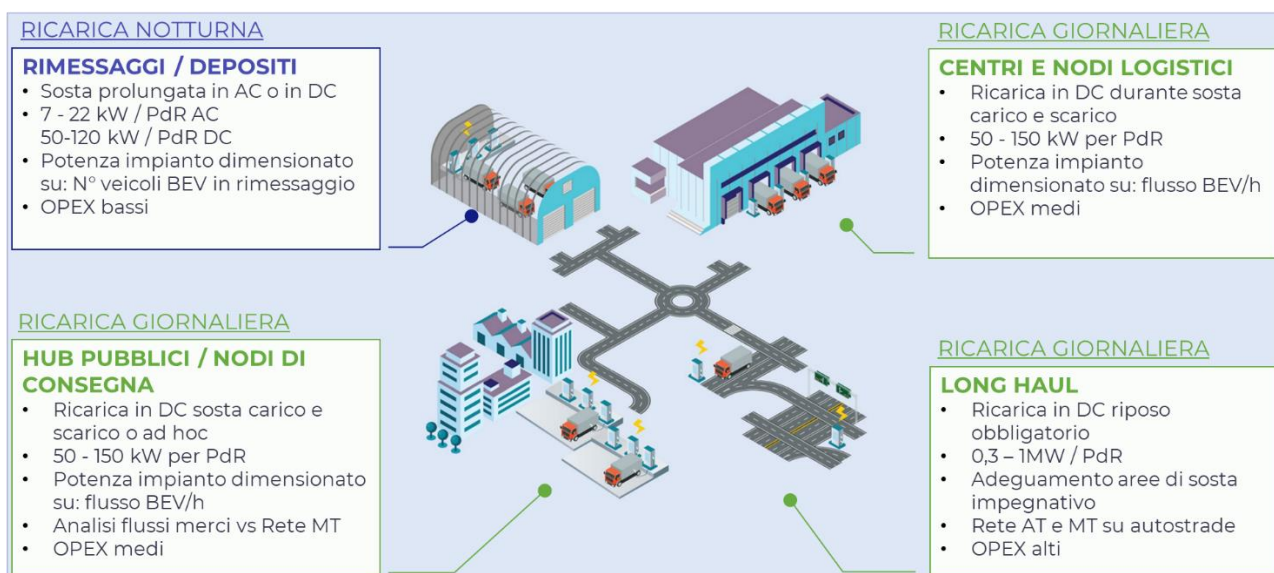 RICARICA NOTTURNA
RIMESSAGGI / DEPOSITI
• Sosta prolungata in AC o in DC
• 7 - 22 kW / PdR AC
50-120 kW / PdR DC
• Potenza impianto dimensionato
su: N° veicoli BEV in rimessaggio
• OPEX bassi
RICARICA GIORNALIERA
CENTRI E NODI LOGISTICI
• Ricarica in DC durante sosta
carico e scarico
• 50 - 150 kW per PdR
• Potenza impianto
dimensionato su: flusso BEV/h
• OPEX medi
RICARICA GIORNALIERA
HUB PUBBLICI / NODI DI
CONSEGNA
• Ricarica in DC sosta carico e
scarico o ad hoc
• 50 - 150 kW per PdR
• Potenza impianto dimensionato
su: flusso BEV/h
• Analisi flussi merci vs Rete MT
• OPEX medi
RICARICA GIORNALIERA
LONG HAUL
• Ricarica in DC riposo
obbligatorio
• 0,3 – 1MW / PdR
• Adeguamento aree di sosta
impegnativo
• Rete AT e MT su autostrade
• OPEX alti